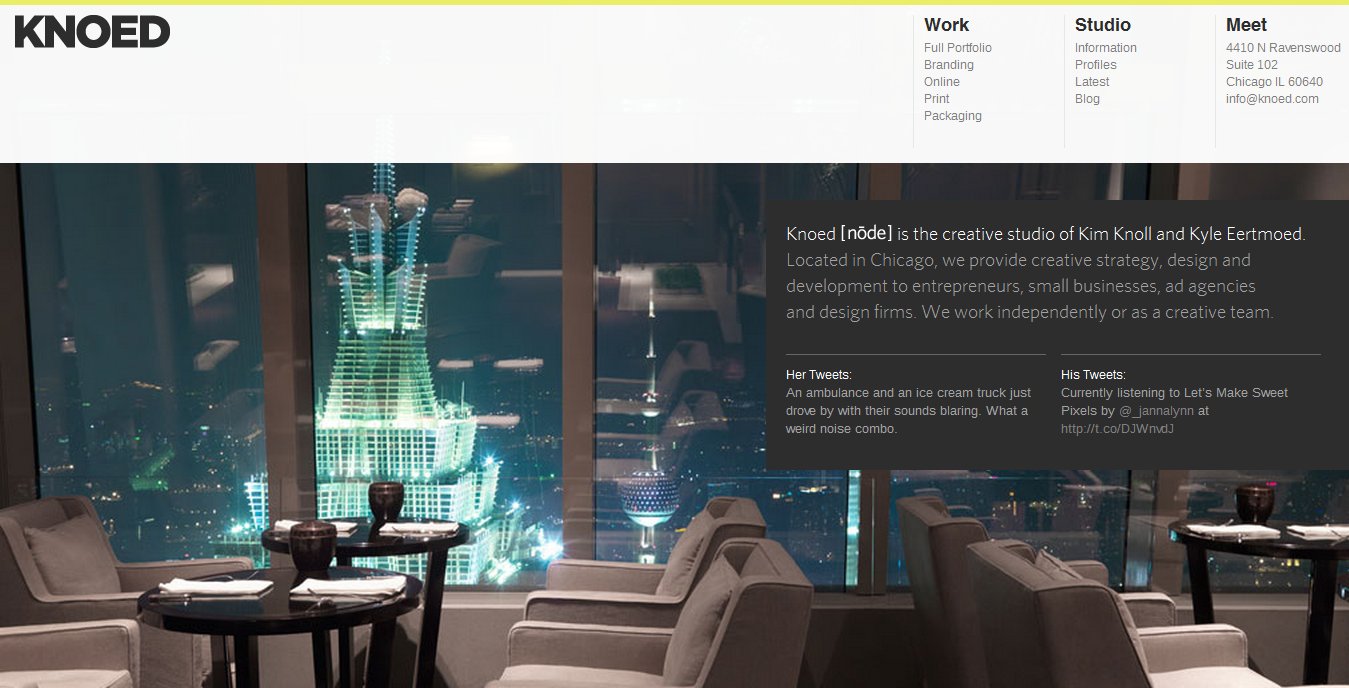 KNOED
Work
Full Portfolio
Branding
Online
Print
Packaging
Studio
Information
Profiles
Latest
Blog
Meet
4410 N Ravenswood
Suite 102
Chicago IL 60640
info@knoed.com
Knoed [nōde] is the creative studio of Kim Knoll and Kyle Eertmoed.
Located in Chicago, we provide creative strategy, design and
development to entrepreneurs, small businesses, ad agencies
and design firms. We work independently or as a creative team.
Her Tweets:
An ambulance and an ice cream truck just
drove by with their sounds blaring. What a
weird noise combo.
His Tweets:
Currently listening to Let's Make Sweet
Pixels by @_jannalynn at
http://t.co/DJWnvdJ